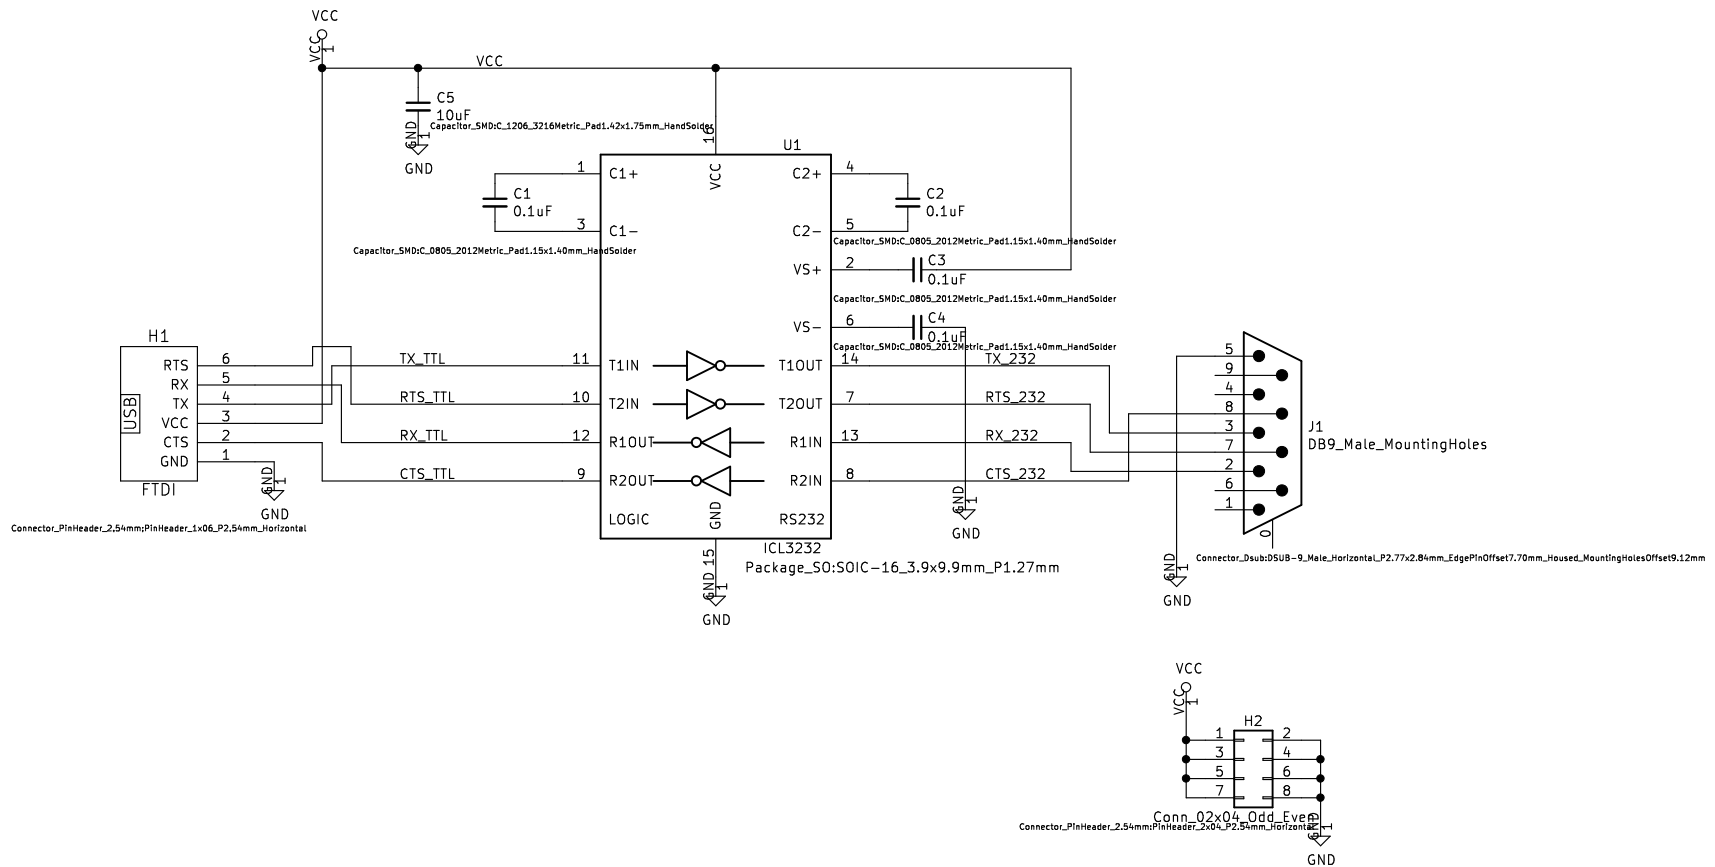 VCC
VCC
1
VCC
C5
10uF
Capacitor_SMD:C_1206_3216Metric_Pad1.42x1.75mm_HandSolder
GND
1
GND
16
U1
1
C1+
VCC
C2+
4
C1
0.1uF
C2
0.1uF
3
C1-
C2-
5
Capacitor_SMD:C_0805_2012Metric_Pad1.15x1.40mm_HandSolder
Capacitor_SMD:C_0805_2012Metric_Pad1.15x1.40mm_HandSolder
VS+
2
C3
0.1uF
Capacitor_SMD:C_0805_2012Metric_Pad1.15x1.40mm_HandSolder
VS-
6
C4
0.1uF
Capacitor_SMD:C_0805_2012Metric_Pad1.15x1.40mm_HandSolder
H1
RTS
6
RX
5
TX
4
VCC
3
CTS
2
GND
1
USB
FTDI
GND
1
GND
Connector_PinHeader_2,54mm;PinHeader_1x06_P2,54mm_Horizontal
TX_TTL
11
T1IN
T1OUT
14
TX_232
RTS_TTL
10
T2IN
T2OUT
7
RTS_232
RX_TTL
12
R1OUT
R1IN
13
RX_232
CTS_TTL
9
R2OUT
R2IN
8
CTS_232
GND
LOGIC
RS232
GND
1
GND
ICL3232
Package_SO:SOIC-16_3.9x9.9mm_P1.27mm
15
GND
1
GND
5
9
4
8
3
7
2
6
1
0
J1
DB9_Male_MountingHoles
Connector_Dsub:DSUB-9_Male_Horizontal_P2.77x2.84mm_EdgePinOffset7.70mm_Housed_MountingHolesOffset9.12mm
GND
1
GND
VCC
VCC
1
H2
1
2
3
4
5
6
7
8
Conn_02x04_Odd_Even
Connector_PinHeader_2.54mm:PinHeader_2x04_P2.54mm_Horizontal
GND
1
GND